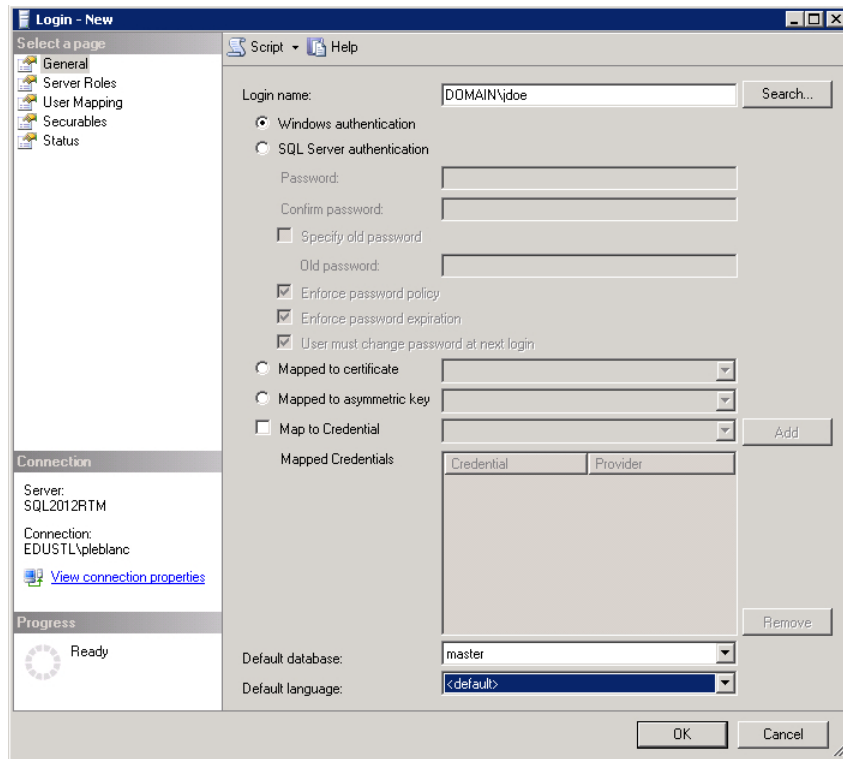 Login - New
Select a page
General
Server Roles
User Mapping
Securables
Status
Script
Help
Login name:
DOMAIN\jdoe
Search...
Windows authentication
SQL Server authentication
Password:
Confirm password:
Specify old password
Old password:
Enforce password policy
Enforce password expiration
User must change password at next login
Mapped to certificate
Mapped to asymmetric key
Map to Credential
Add
Mapped Credentials
Credential
Provider
Remove
Default database:
master
Default language:
<default>
Connection
Server:
SQL2012RTM
Connection:
EDUSTL\pleblanc
View connection properties
Progress
Ready
OK
Cancel